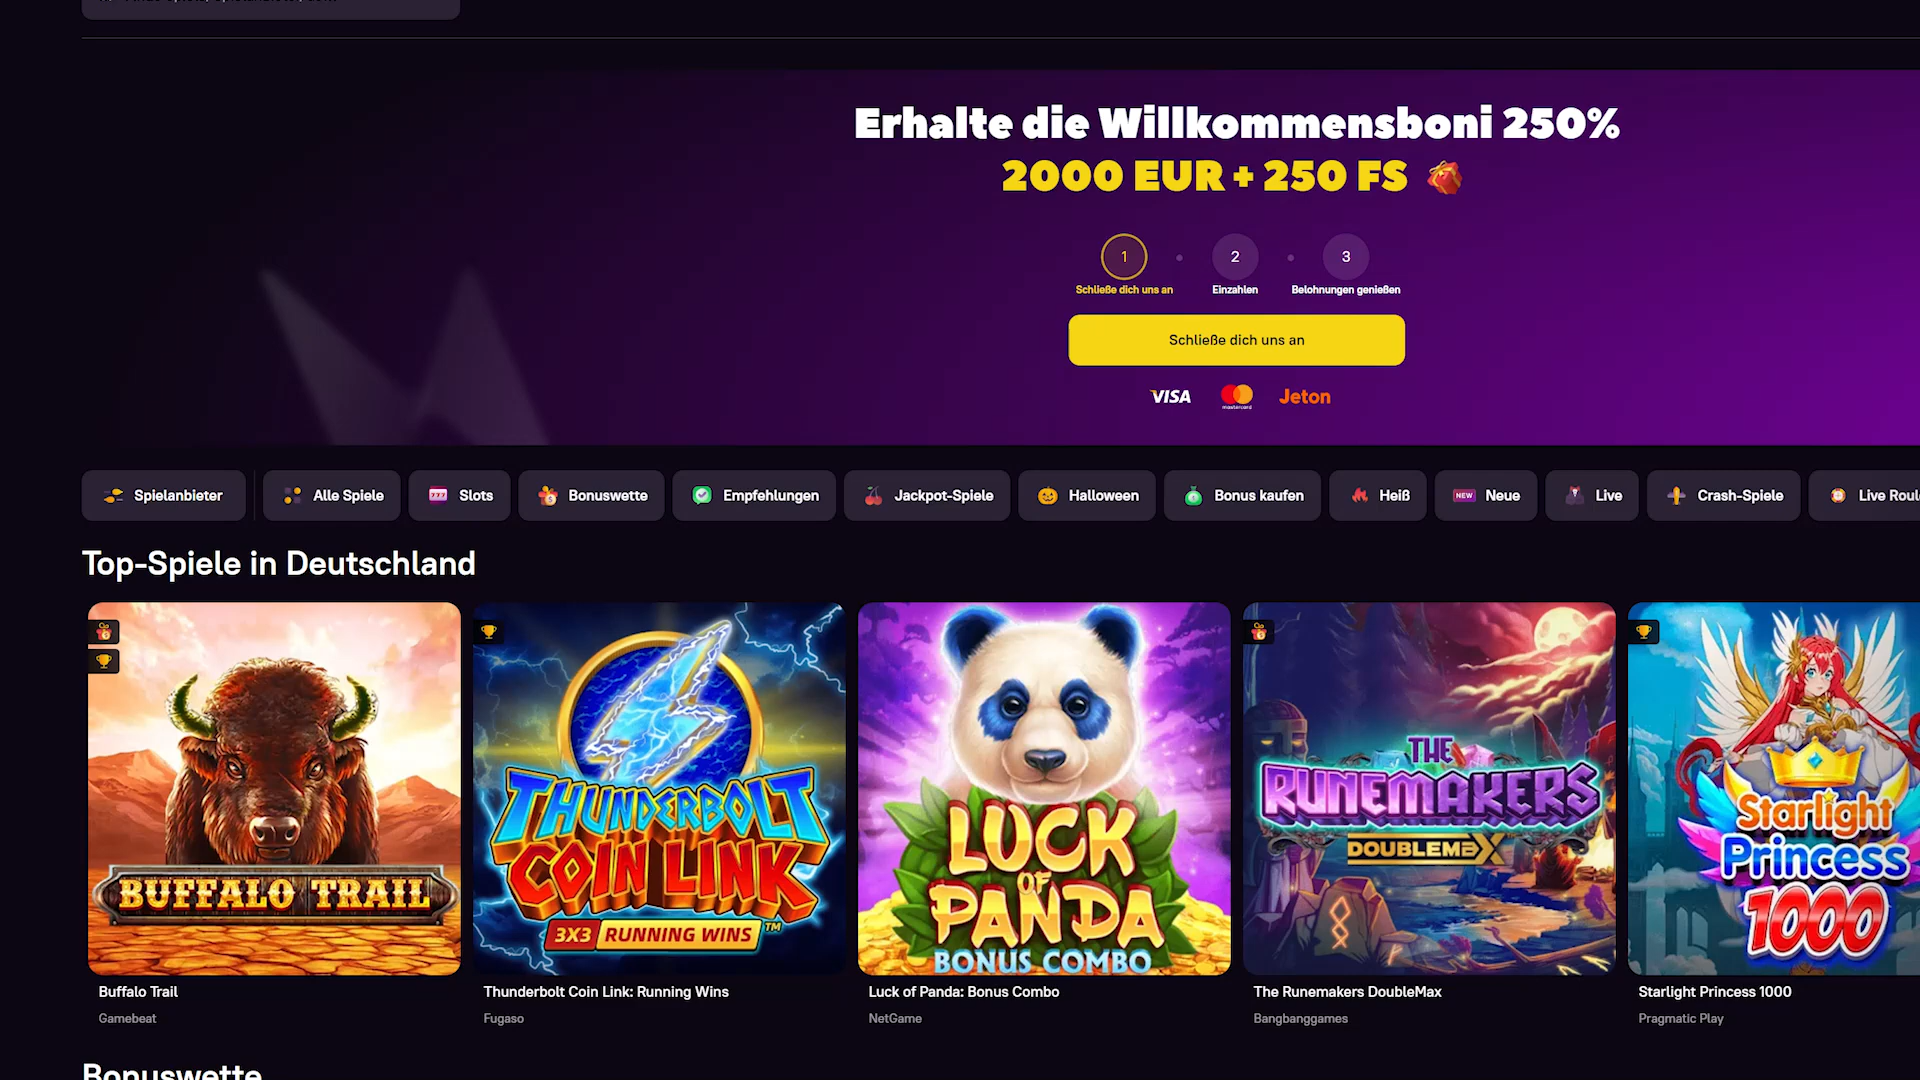 Erhalte die Willkommensboni 250%
2000 EUR + 250 FS
1 2 3
Schließe dich uns an Einzahlen Belohnungen genießen
Schließe dich uns an
VISA mastercard Jeton
Spielanbieter Alle Spiele Slots Bonuswette Empfehlungen Jackpot-Spiele Halloween Bonus kaufen Heiß NEW Neue Live Crash-Spiele Live
Top-Spiele in Deutschland
BUFFALO TRAIL
THUNDERBOLT
COIN LINK
3X3 RUNNING WINS™
LUCK
OF
PANDA
BONUS COMBO
THE
RUNEMAKERS
DOUBLEMAX
Starlight
Princess
1000
Buffalo Trail Thunderbolt Coin Link: Running Wins Luck of Panda: Bonus Combo The Runemakers DoubleMax Starlight Princess 1000
Gamebeat Fugaso NetGame Bangbanggames Pragmatic Play
Bonuswette